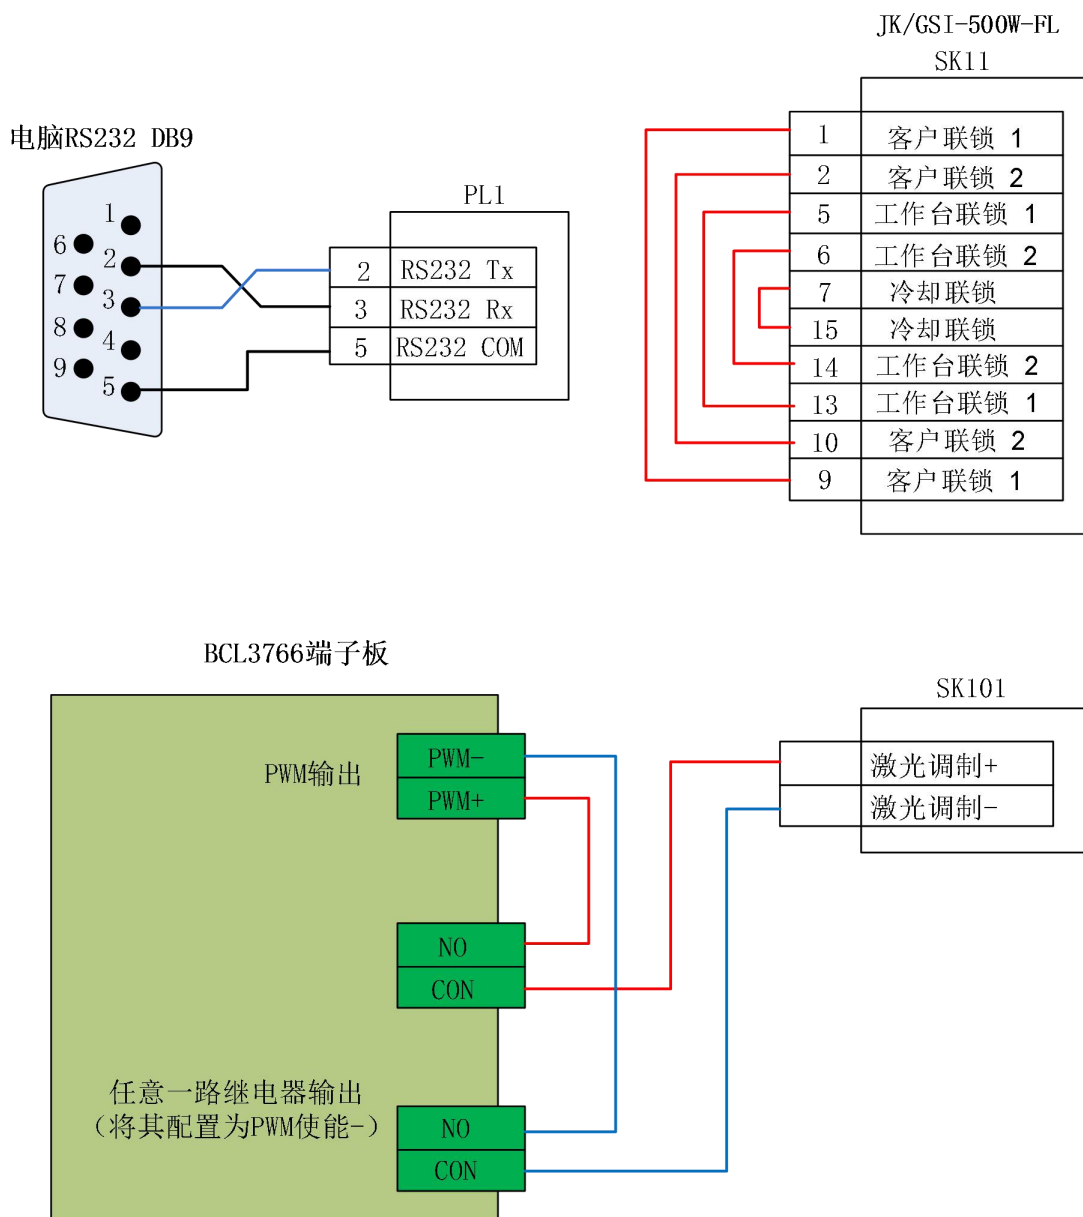 JK/GSI-500W-FL
SK11
电脑RS232 DB9
1
2
3
4
5
6
7
8
9
PL1
2 RS232 Tx
3 RS232 Rx
5 RS232 COM
1 客户联锁 1
2 客户联锁 2
5 工作台联锁 1
6 工作台联锁 2
7 冷却联锁
15 冷却联锁
14 工作台联锁 2
13 工作台联锁 1
10 客户联锁 2
9 客户联锁 1
BCL3766端子板
PWM输出
PWM-
PWM+
NO
CON
任意一路继电器输出
（将其配置为PWM使能-）
NO
CON
SK101
激光调制+
激光调制-